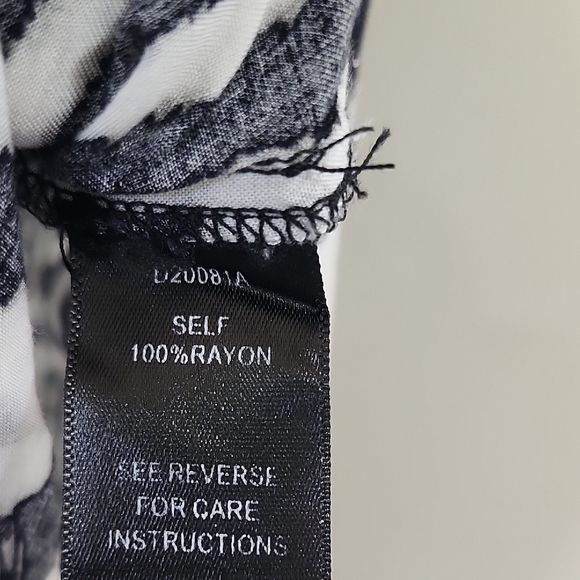 D20081A
SELF
100%RAYON
SEE REVERSE
FOR CARE
INSTRUCTIONS